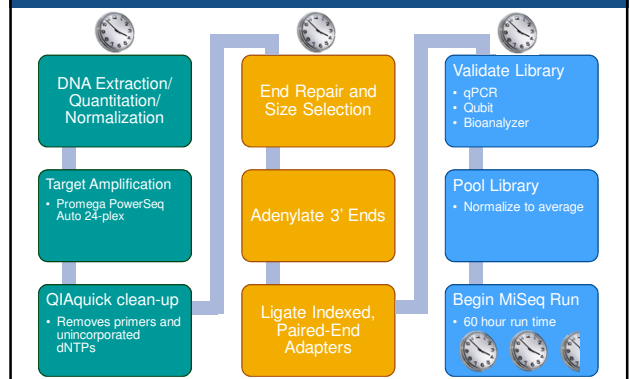 DNA Extraction/
Quantitation/
Normalization
Target Amplification
• Promega PowerSeq
Auto 24-plex
QIAquick clean-up
• Removes primers and
unincorporated
dNTPs
End Repair and
Size Selection
Adenylate 3' Ends
Ligate Indexed,
Paired-End
Adapters
Validate Library
• qPCR
• Qubit
• Bioanalyzer
Pool Library
• Normalize to average
Begin MiSeq Run
• 60 hour run time